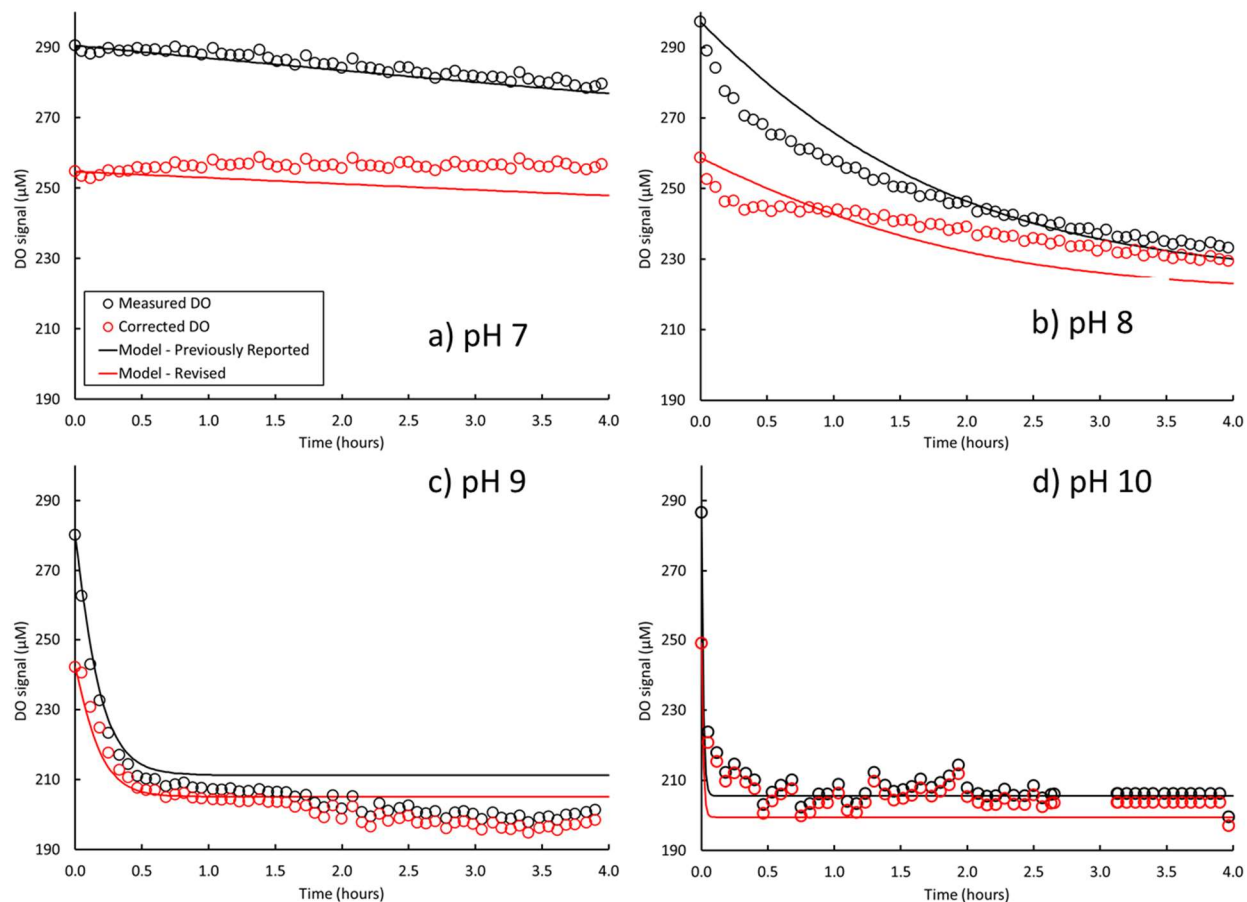 290
270
250
230
210
190
DO signal (µM)
Measured DO
Corrected DO
Model - Previously Reported
Model - Revised
a) pH 7
0.0 0.5 1.0 1.5 2.0 2.5 3.0 3.5 4.0
Time (hours)
290
270
250
230
210
190
DO signal (µM)
b) pH 8
0.0 0.5 1.0 1.5 2.0 2.5 3.0 3.5 4.0
Time (hours)
c) pH 9
290
270
250
230
210
190
DO signal (µM)
0.0 0.5 1.0 1.5 2.0 2.5 3.0 3.5 4.0
Time (hours)
d) pH 10
290
270
250
230
210
190
DO signal (µM)
0.0 0.5 1.0 1.5 2.0 2.5 3.0 3.5 4.0
Time (hours)